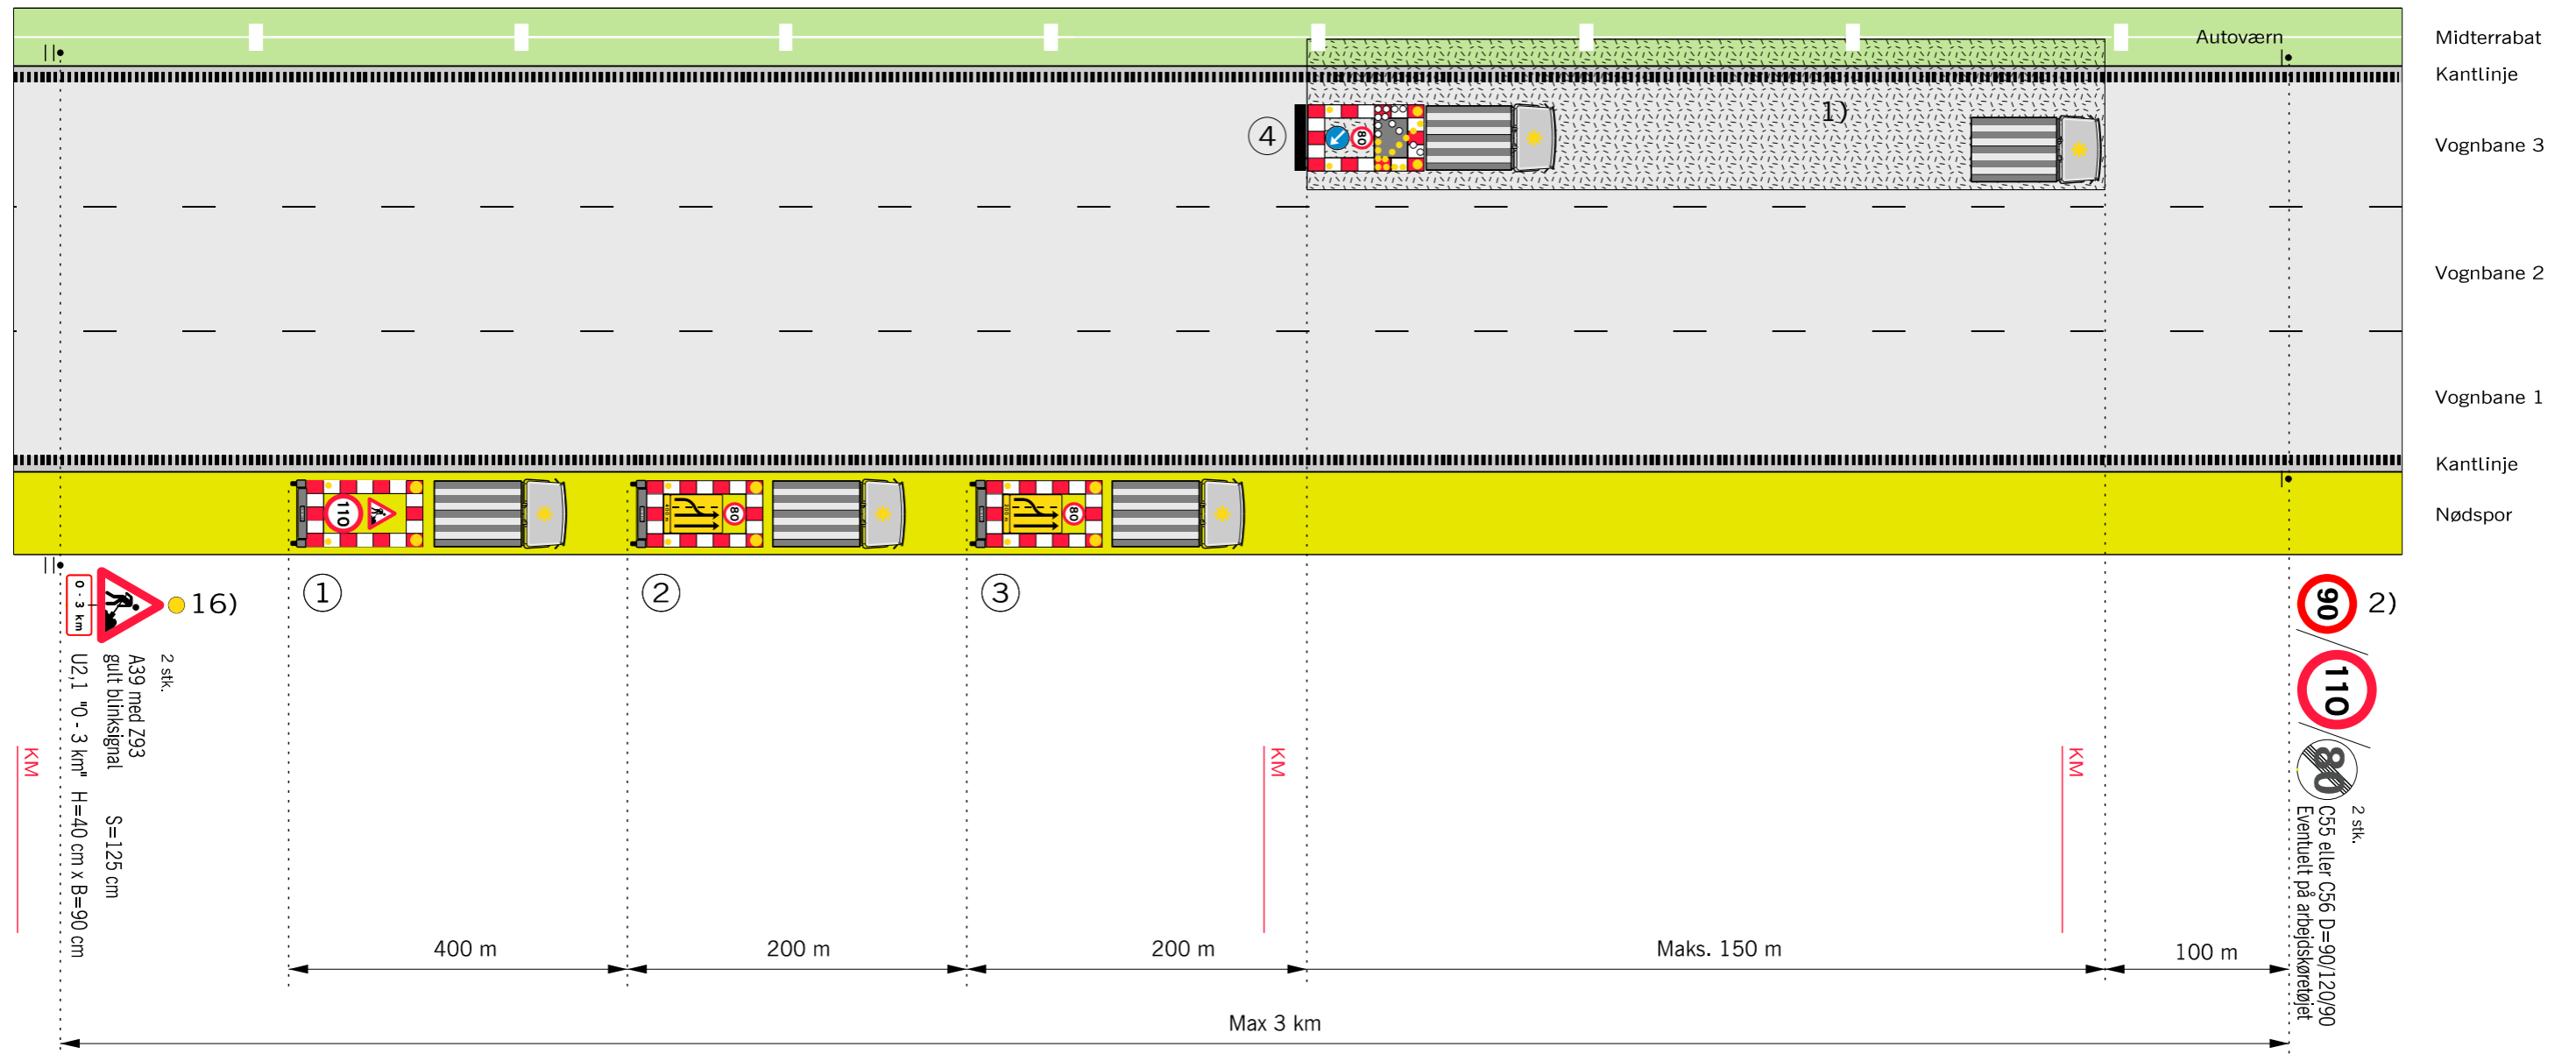 Autoværn
Midterrabat
Kantlinje
1)
4
80
Vognbane 3
Vognbane 2
Vognbane 1
Kantlinje
110
400 m
80
200 m
80
Nødspor
0 - 3 km
16)
1
2
3
90
2)
110
80
2 stk.
A39 med Z93
gult blinksignal S=125 cm
U2,1 "0 - 3 km" H=40 cm x B=90 cm
KM
KM
KM
2 stk.
C55 eller C56 D=90/120/90
Eventuelt på arbejdskøretøjet
400 m
200 m
200 m
Maks. 150 m
100 m
Max 3 km